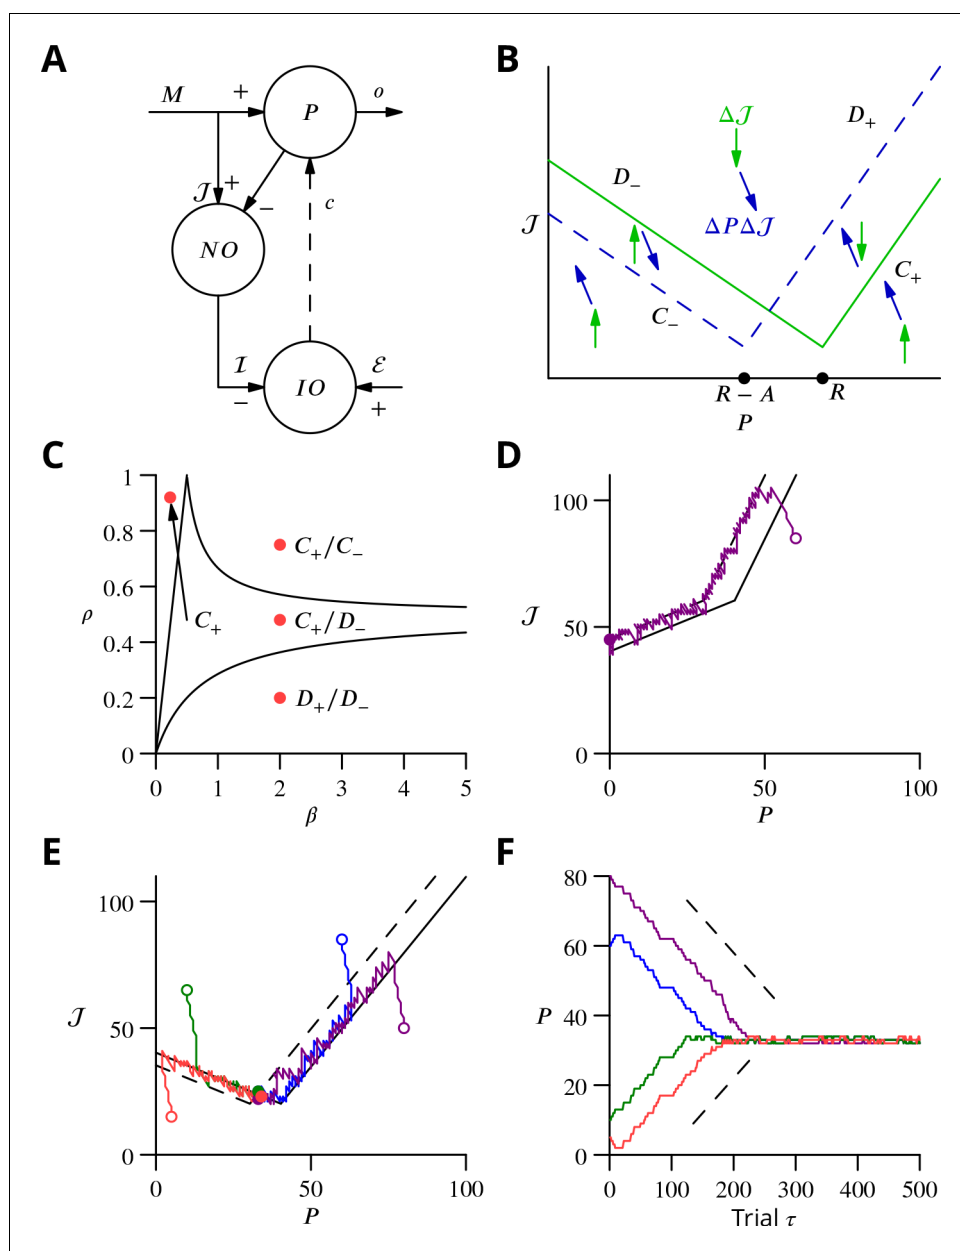 A
M
+
P
o
𝒥
+
−
c
NO
ℐ
−
IO
ℰ
+
B
Δ𝒥
D₊
D₋
ΔPΔ𝒥
𝒥
C₊
C₋
R − A
R
P
C
1
0.8
0.6
0.4
0.2
0
ρ
C₊/C₋
C₊/D₋
C₊
D₊/D₋
0 1 2 3 4 5
β
D
100
50
0
𝒥
0 50 100
P
E
100
50
0
𝒥
0 50 100
P
F
80
60
40
20
0
P
0 100 200 300 400 500
Trial τ